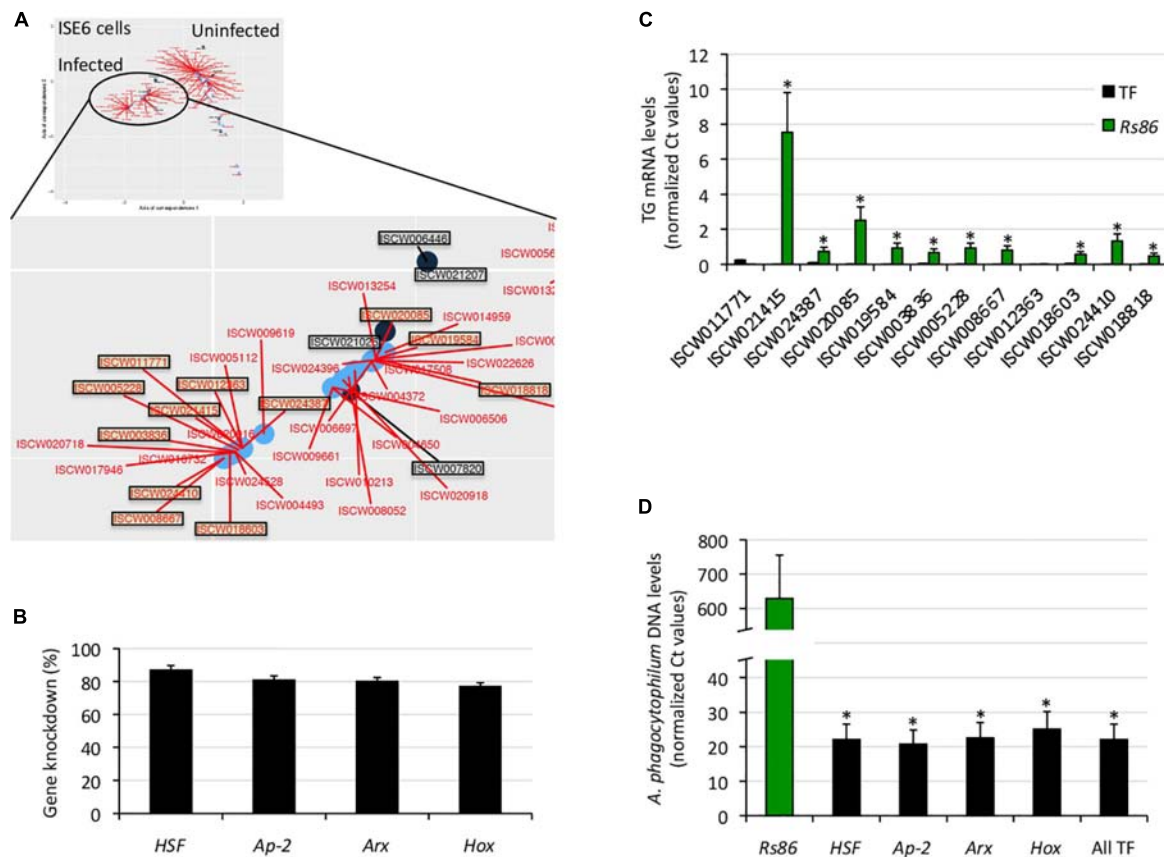 A
ISE6 cells
Uninfected
Infected
ISCW006446
ISCW021207
ISCW013254
ISCW020085
ISCW014959
ISCW009619
ISCW019584
ISCW005112
ISCW011771
ISCW024396
ISCW017508
ISCW022626
ISCW005228
ISCW012363
ISCW018818
ISCW021415
ISCW024387
ISCW004372
ISCW003836
ISCW006506
ISCW020718
ISCW006697
ISCW004650
ISCW017946
ISCW009661
ISCW007820
ISCW024528
ISCW010213
ISCW020918
ISCW024410
ISCW004493
ISCW008052
ISCW008667
ISCW018603
B
Gene knockdown (%)
0
20
40
60
80
100
HSF Ap-2 Arx Hox
C
TG mRNA levels
(normalized Ct values)
12
10
8
6
4
2
0
TF
Rs86
* * * * * * * * * *
ISCW011771
ISCW021415
ISCW024387
ISCW020085
ISCW019584
ISCW003836
ISCW005228
ISCW008667
ISCW012363
ISCW018603
ISCW024410
ISCW018818
D
A. phagocytophilum DNA levels
(normalized Ct values)
800
700
600
40
30
20
10
0
* * * * *
Rs86 HSF Ap-2 Arx Hox All TF